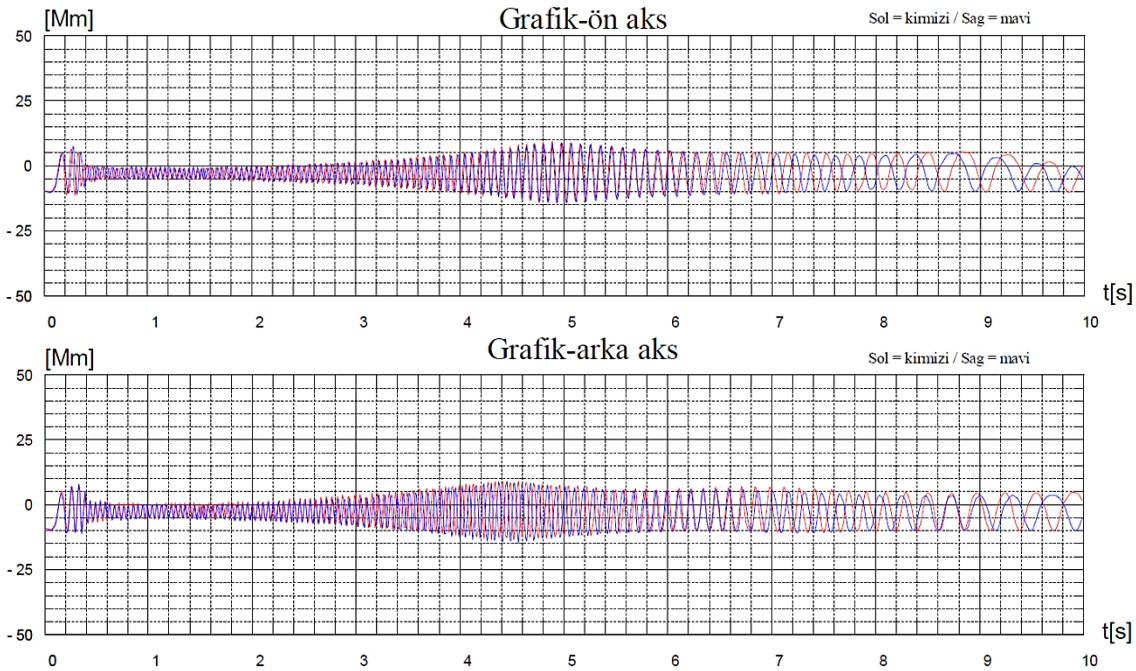 [Mm] Grafik-ön aks Sol = kirmizi / Sag = mavi
50
25
0
- 25
- 50
t[s]
0 1 2 3 4 5 6 7 8 9 10
[Mm] Grafik-arka aks Sol = kirmizi / Sag = mavi
50
25
0
- 25
- 50
t[s]
0 1 2 3 4 5 6 7 8 9 10